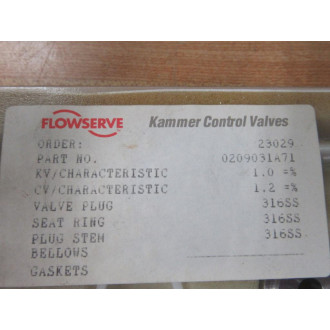 FLOWSERVE Kammer Control Valves
ORDER: 23029
PART NO. 0209031A71
KV/CHARACTERISTIC 1.0 =%
CV/CHARACTERISTIC 1.2 =%
VALVE PLUG 316SS
SEAT RING 316SS
PLUG STEM 316SS
BELLOWS
GASKETS